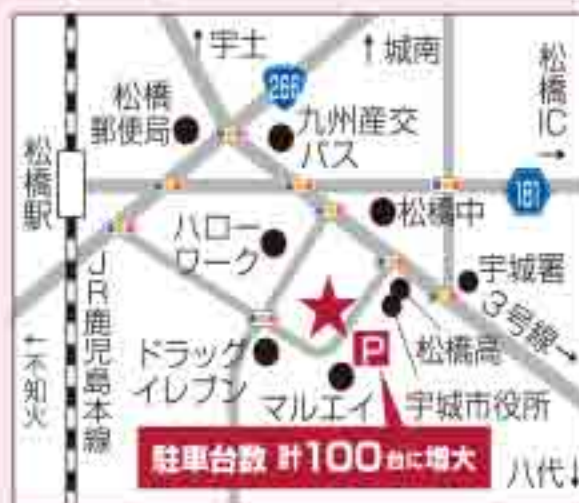 ↑宇士
↑城南
松橋IC→
266
松橋
郵便局
九州産交
バス
松橋駅
181
松橋中
ハロー
ワーク
宇城署
JR鹿児島本線
3号線→
←不知火
ドラッグ
イレブン
P
松橋高
マルエイ
宇城市役所
駐車台数 計100台に増大
八代↓